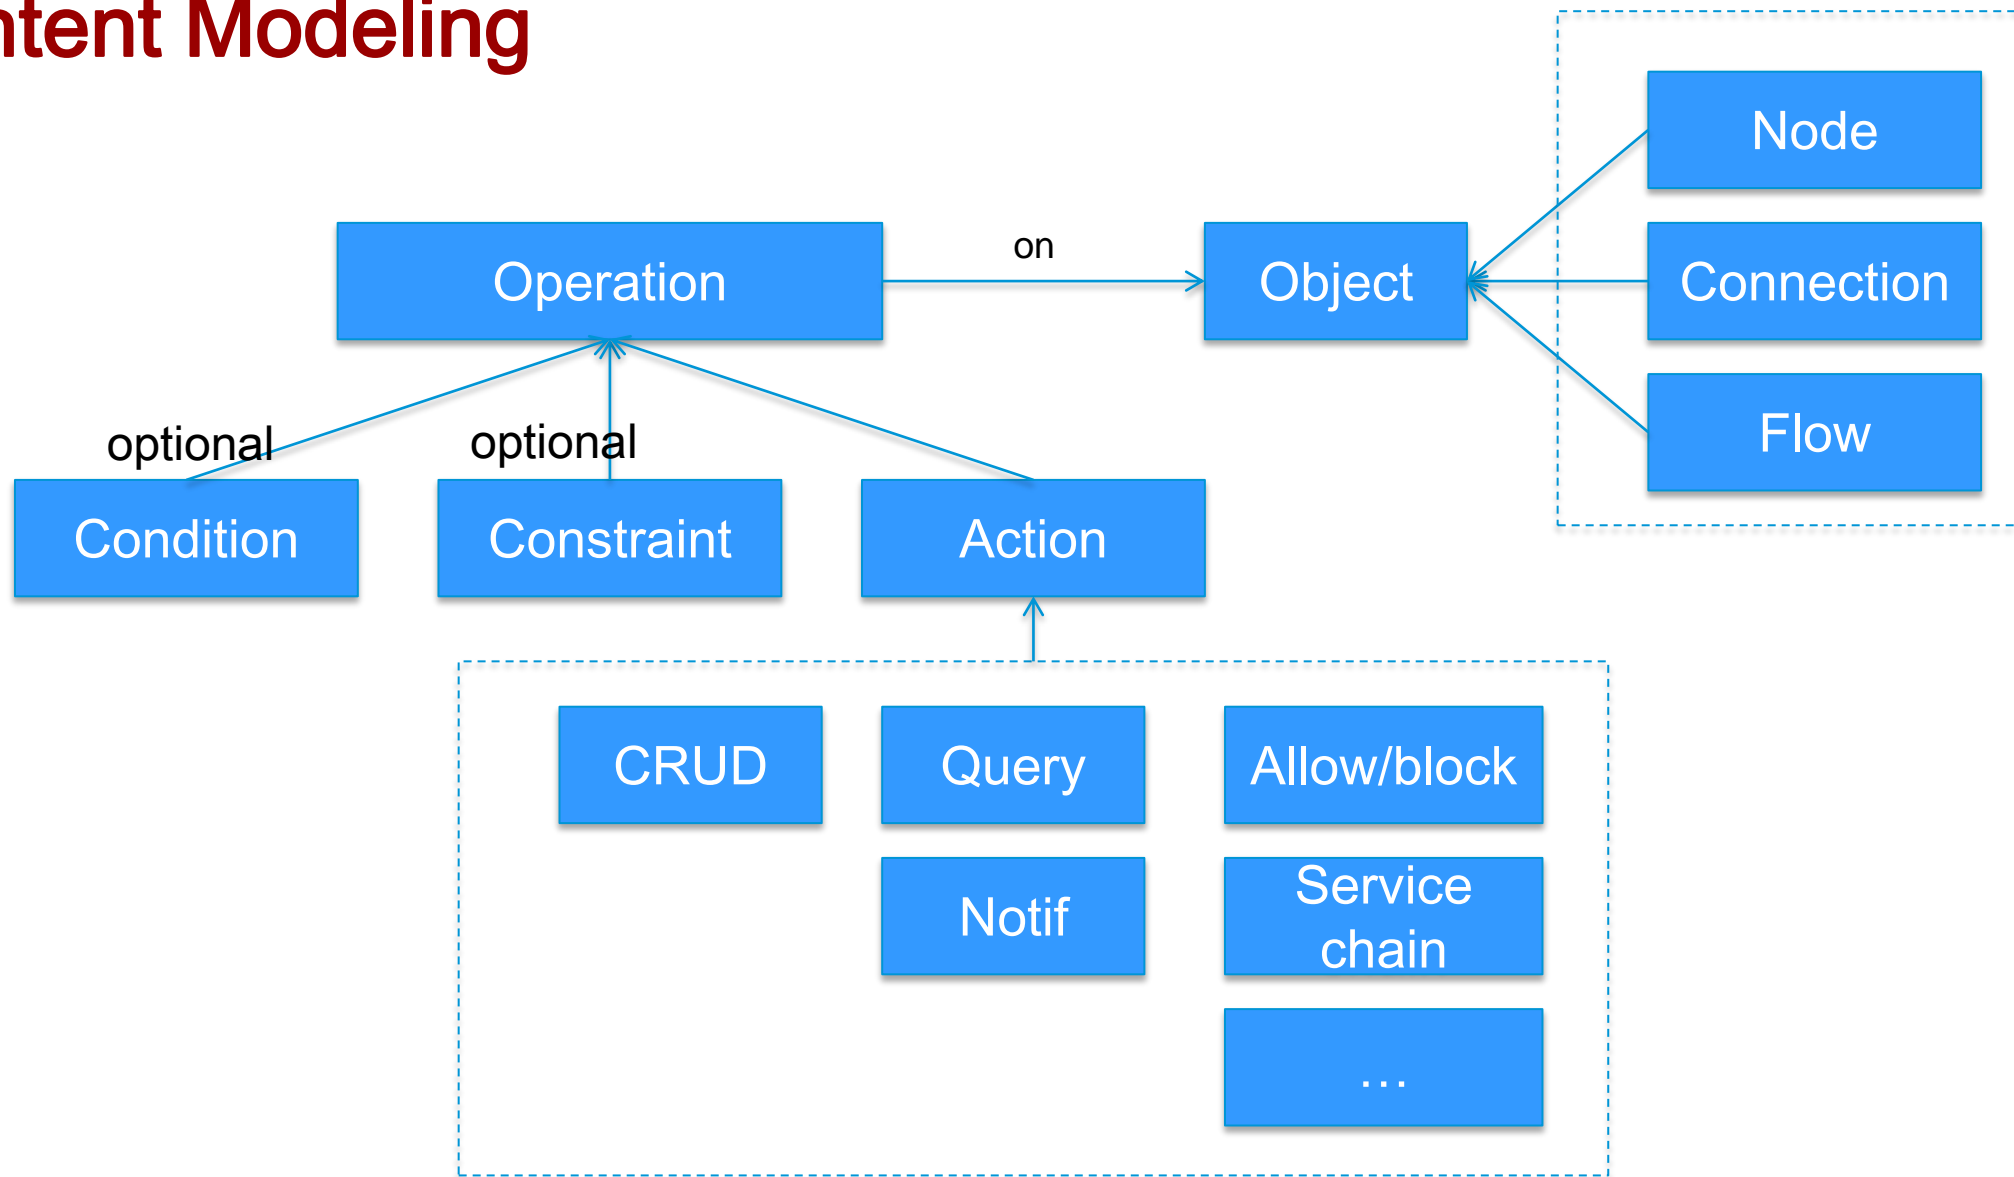 ntent Modeling
Node
on
Operation
Object
Connection
Flow
optional
optional
Condition
Constraint
Action
CRUD
Query
Allow/block
Notif
Service
chain
…